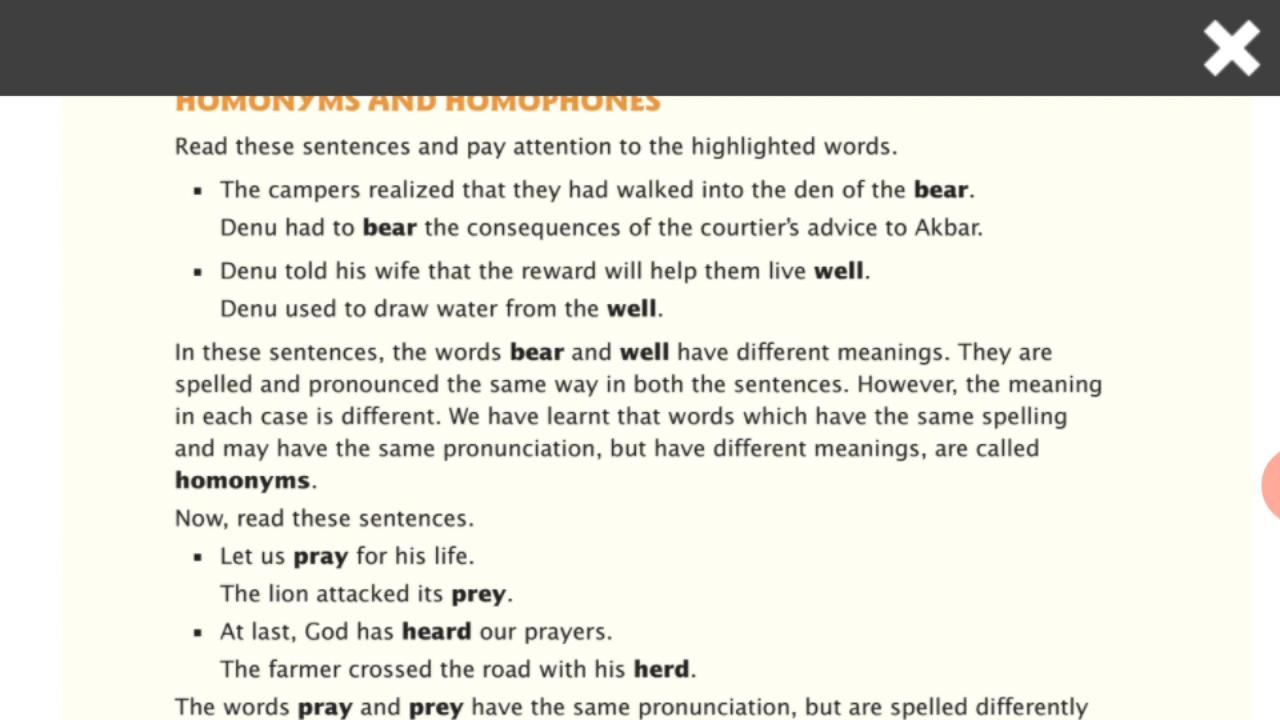 HOMONYMS AND HOMOPHONES
Read these sentences and pay attention to the highlighted words.
▪ The campers realized that they had walked into the den of the bear.
Denu had to bear the consequences of the courtier's advice to Akbar.
▪ Denu told his wife that the reward will help them live well.
Denu used to draw water from the well.
In these sentences, the words bear and well have different meanings. They are
spelled and pronounced the same way in both the sentences. However, the meaning
in each case is different. We have learnt that words which have the same spelling
and may have the same pronunciation, but have different meanings, are called
homonyms.
Now, read these sentences.
▪ Let us pray for his life.
The lion attacked its prey.
▪ At last, God has heard our prayers.
The farmer crossed the road with his herd.
The words pray and prey have the same pronunciation, but are spelled differently